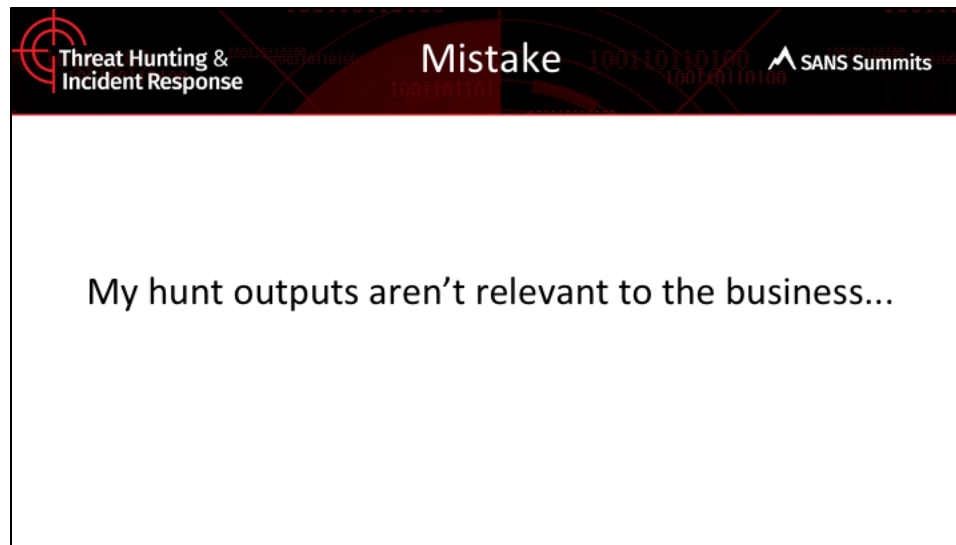 Threat Hunting &
Incident Response
Mistake
SANS Summits
My hunt outputs aren’t relevant to the business...